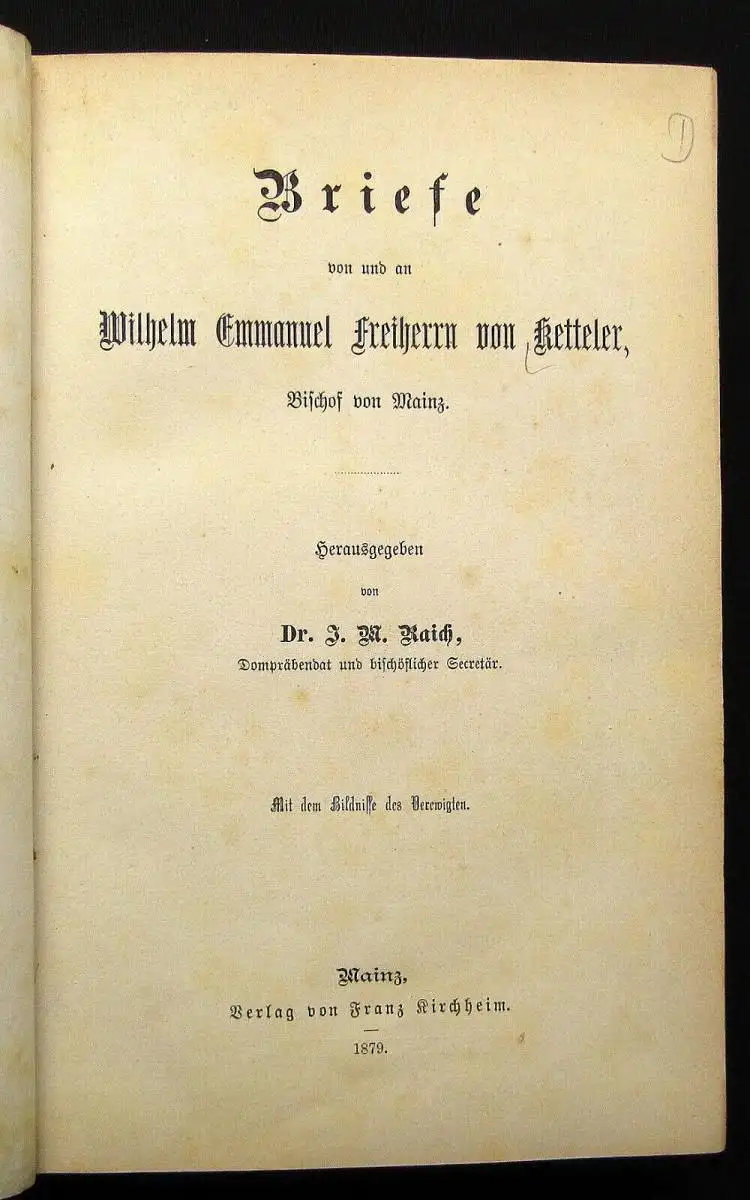 Briefe
von und an
Wilhelm Emmanuel Freiherrn von Ketteler,
Bischof von Mainz.
Herausgegeben
von
Dr. J. M. Raich,
Dompräbendat und bischöflicher Secretär.
Mit dem Bildnisse des Verewigten.
Mainz,
Verlag von Franz Kirchheim.
1879.